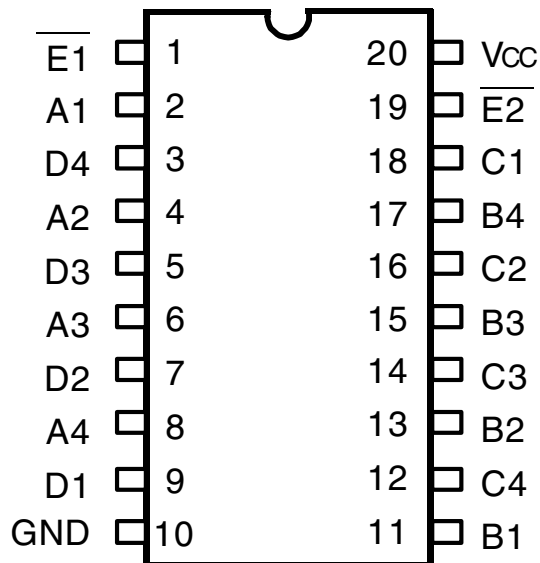 E̅1̅ 1 20 VCC
A1 2 19 E̅2̅
D4 3 18 C1
A2 4 17 B4
D3 5 16 C2
A3 6 15 B3
D2 7 14 C3
A4 8 13 B2
D1 9 12 C4
GND 10 11 B1